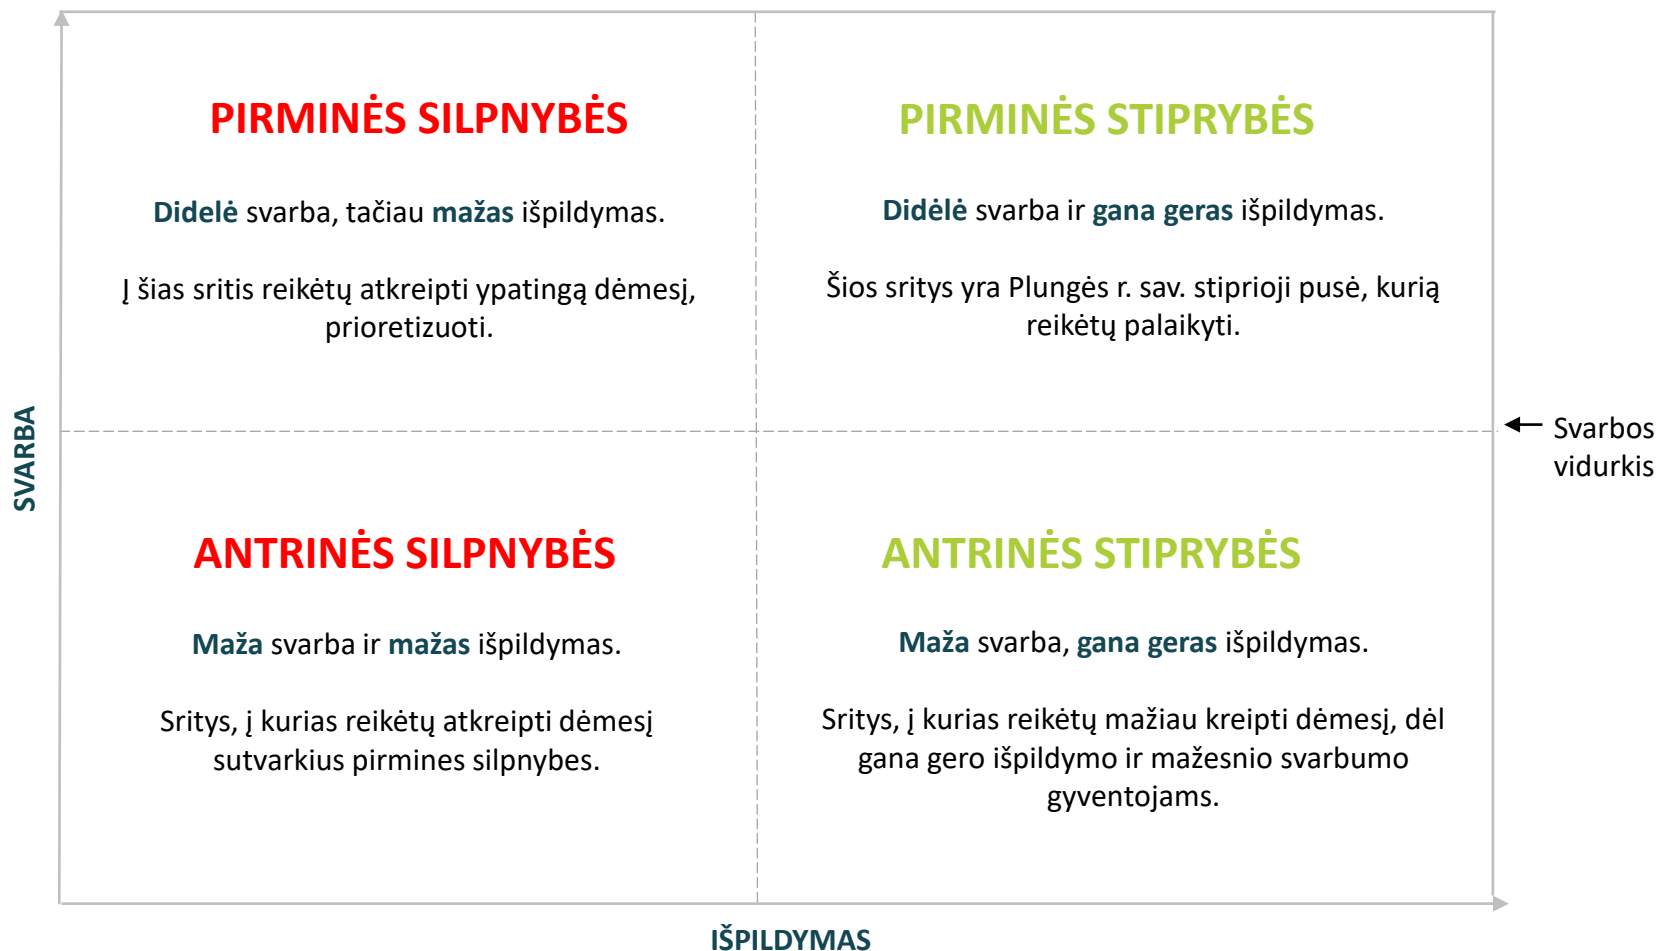 PIRMINĖS SILPNYBĖS
Didelė svarba, tačiau mažas išpildymas.
Į šias sritis reikėtų atkreipti ypatingą dėmesį,
prioretizuoti.
PIRMINĖS STIPRYBĖS
Didėlė svarba ir gana geras išpildymas.
Šios sritys yra Plungės r. sav. stiprioji pusė, kurią
reikėtų palaikyti.
SVARBA
Svarbos
vidurkis
ANTRINĖS SILPNYBĖS
Maža svarba ir mažas išpildymas.
Sritys, į kurias reikėtų atkreipti dėmesį
sutvarkius pirmines silpnybes.
ANTRINĖS STIPRYBĖS
Maža svarba, gana geras išpildymas.
Sritys, į kurias reikėtų mažiau kreipti dėmesį, dėl
gana gero išpildymo ir mažesnio svarbumo
gyventojams.
IŠPILDYMAS